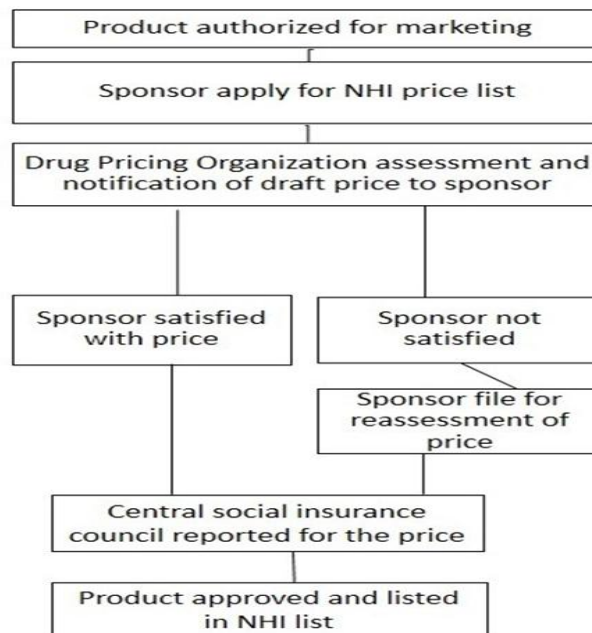 Product authorized for marketing
Sponsor apply for NHI price list
Drug Pricing Organization assessment and
notification of draft price to sponsor
Sponsor satisfied
with price
Sponsor not
satisfied
Sponsor file for
reassessment of
price
Central social insurance
council reported for the price
Product approved and listed
in NHI list